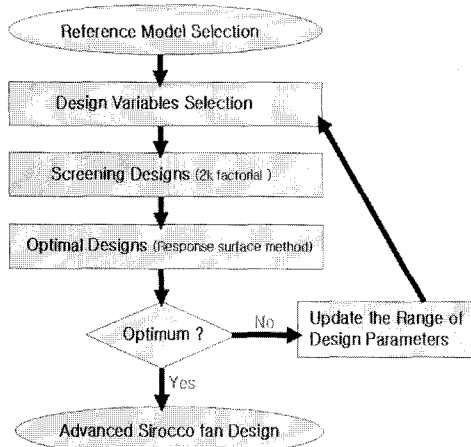 Reference Model Selection
Design Variables Selection
Screening Designs (2k factorial )
Optimal Designs (Response surface method)
Optimum ?
No
Update the Range of
Design Parameters
Yes
Advanced Sirocco fan Design